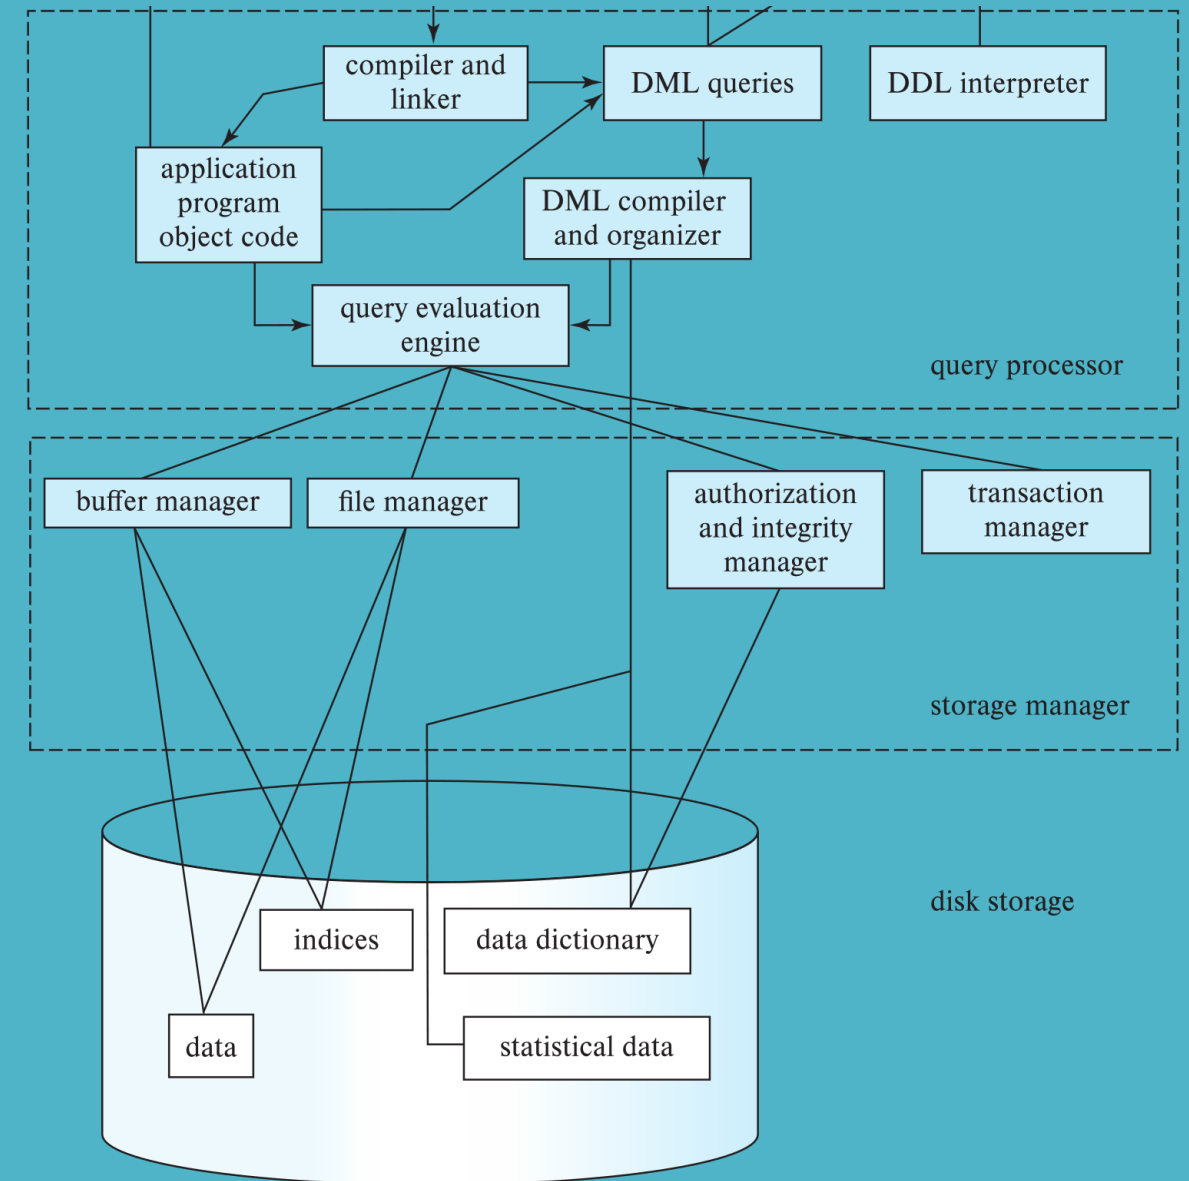 compiler and
linker
DML queries
DDL interpreter
application
program
object code
DML compiler
and organizer
query evaluation
engine
query processor
buffer manager
file manager
authorization
and integrity
manager
transaction
manager
storage manager
disk storage
indices
data dictionary
data
statistical data